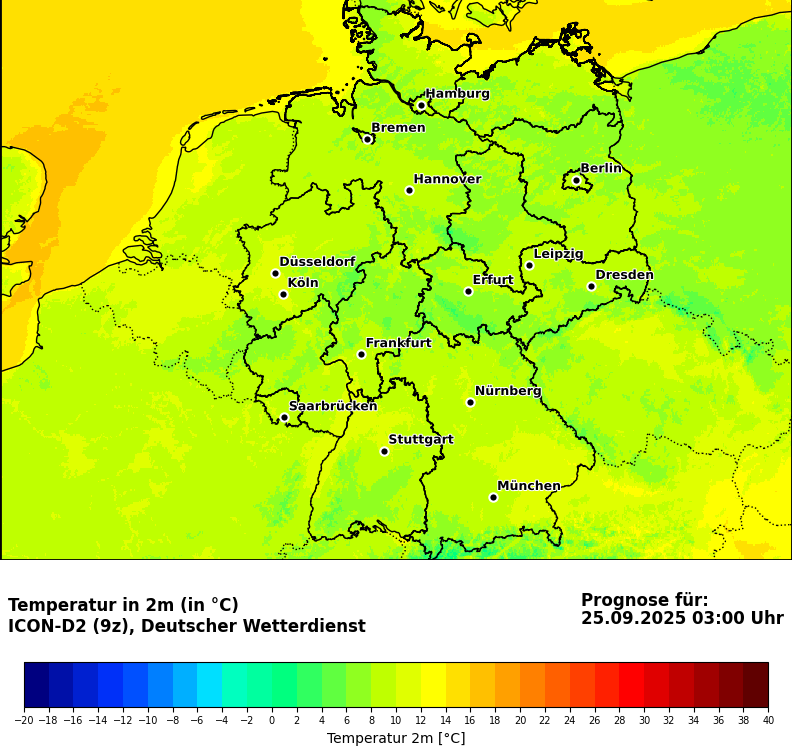 Hamburg
Bremen
Berlin
Hannover
Leipzig
Düsseldorf
Dresden
Köln
Erfurt
Frankfurt
Nürnberg
Saarbrücken
Stuttgart
München
Temperatur in 2m (in °C)
ICON-D2 (9z), Deutscher Wetterdienst
Prognose für:
25.09.2025 03:00 Uhr
−20 −18 −16 −14 −12 −10 −8 −6 −4 −2 0 2 4 6 8 10 12 14 16 18 20 22 24 26 28 30 32 34 36 38 40
Temperatur 2m [°C]